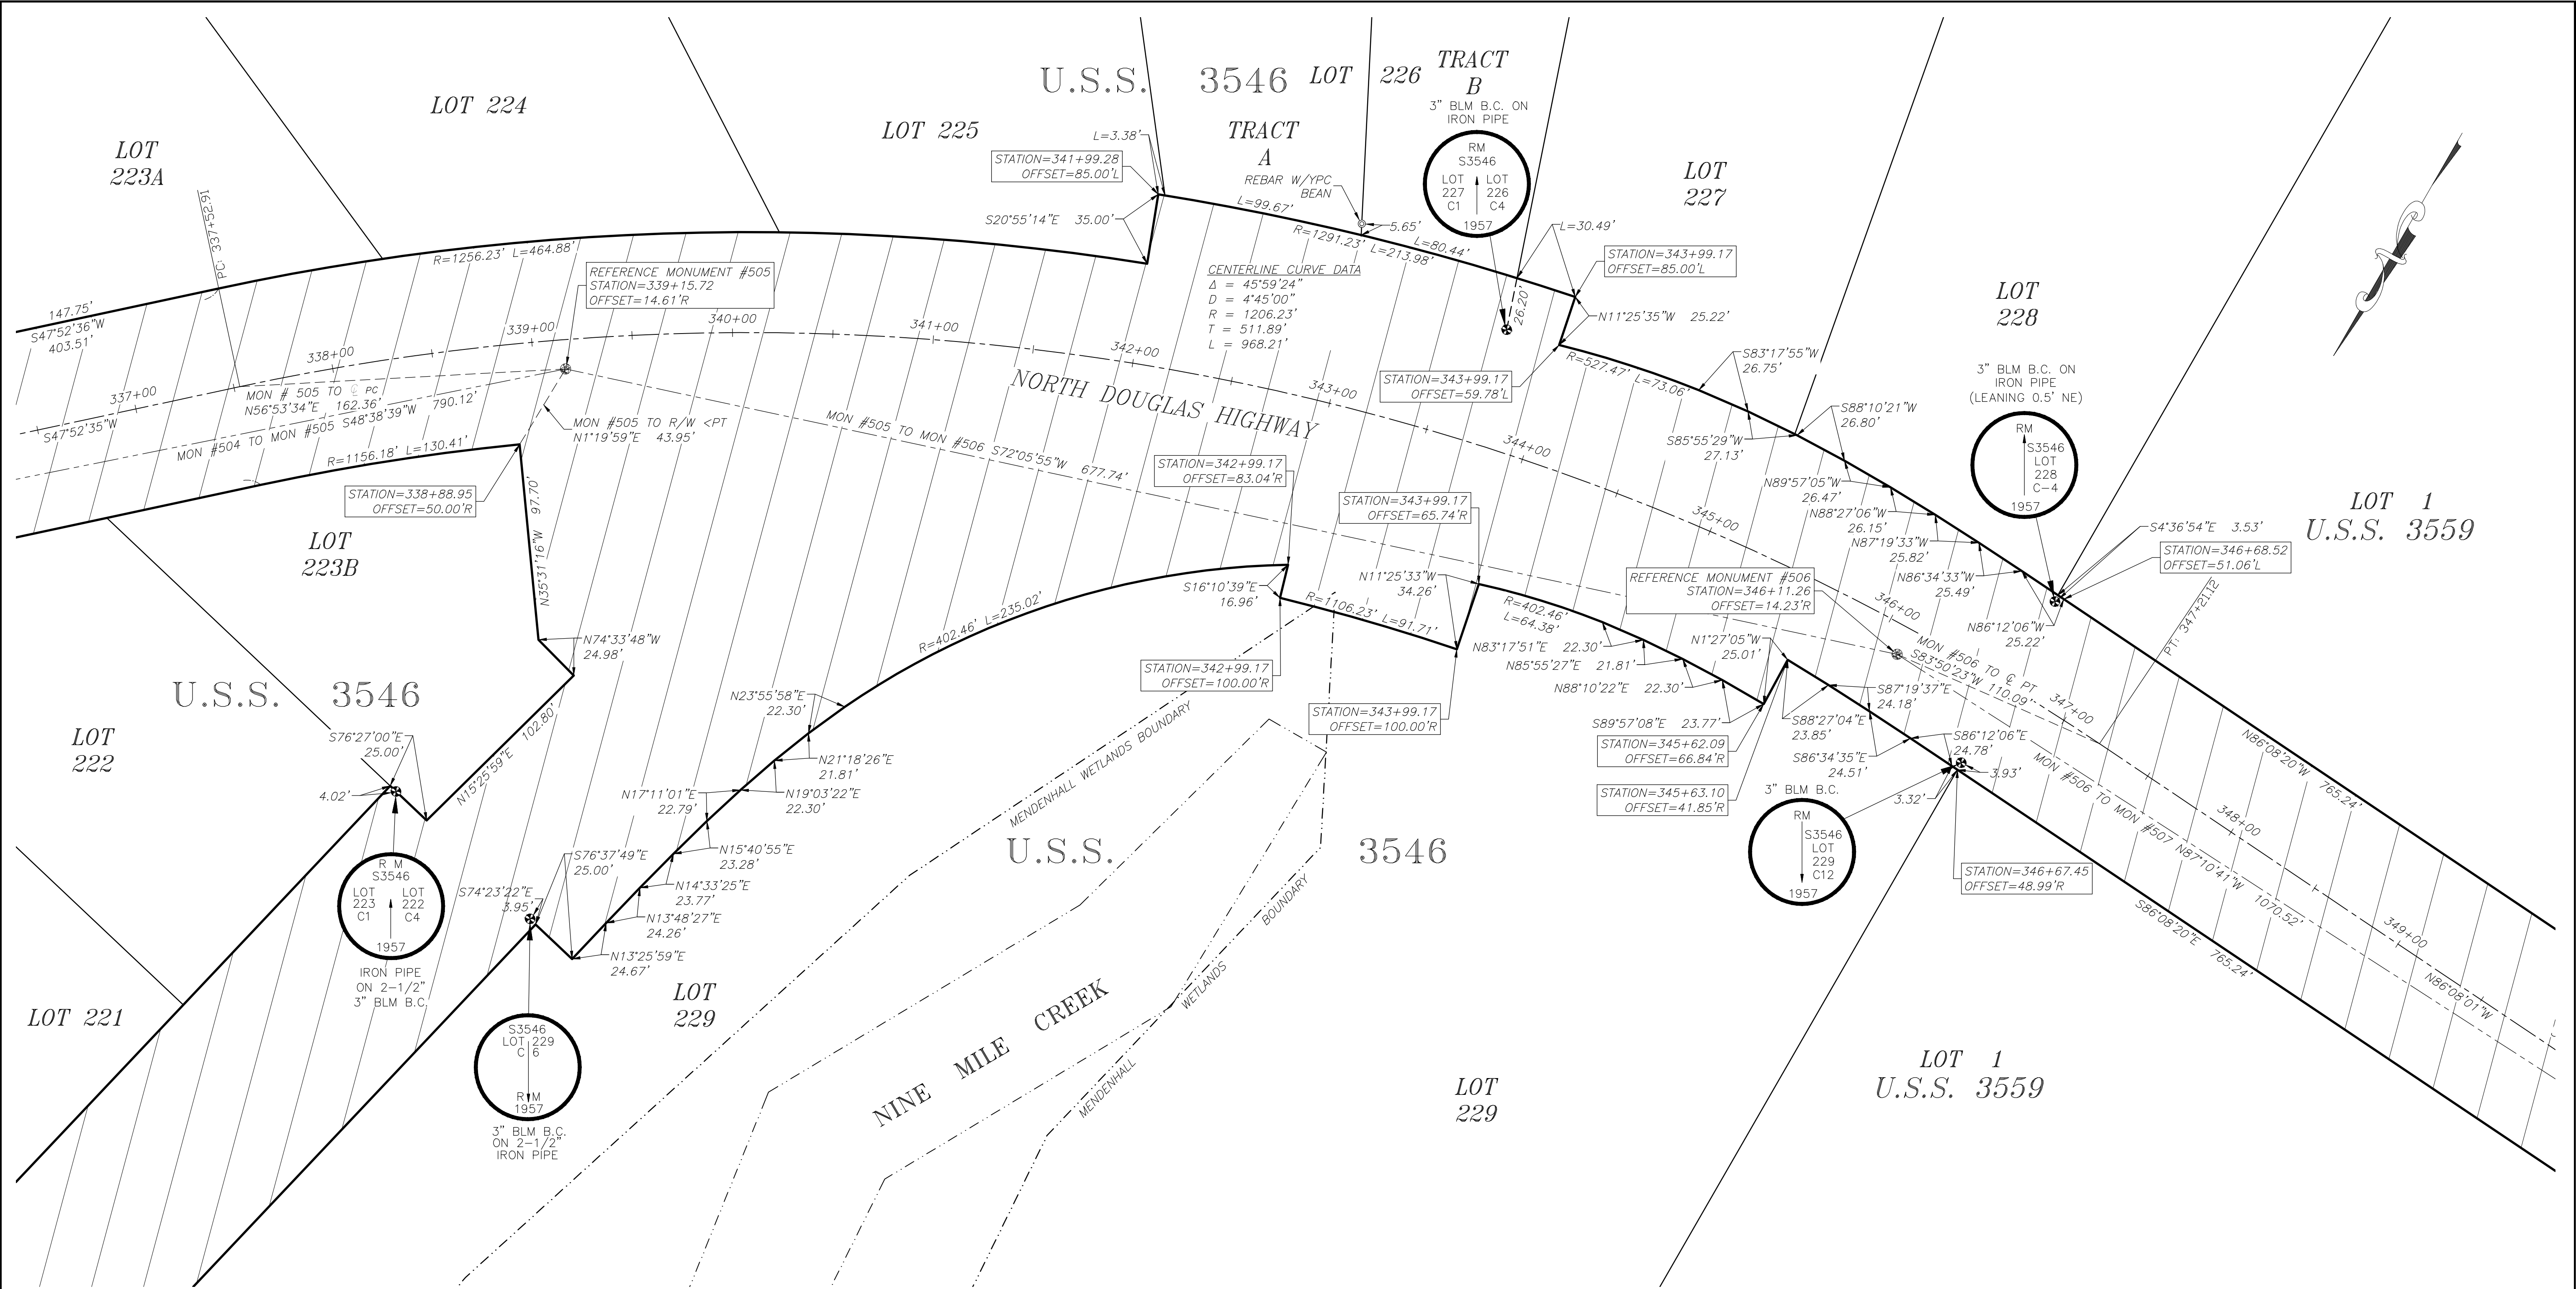 U.S.S. 3546
LOT 226
TRACT
B
3" BLM B.C. ON
IRON PIPE
RM
S3546
LOT LOT
227 226
C1 C4
1957
LOT 224
LOT 225
TRACT
A
LOT
223A
LOT
227
L=3.38'
STATION=341+99.28
OFFSET=85.00'L
REBAR W/YPC
BEAN
S20°55'14"E 35.00'
L=99.67'
5.65'
R=1291.23' L=213.98'
L=80.44'
L=30.49'
STATION=343+99.17
OFFSET=85.00'L
26.20'
N11°25'35"W 25.22'
PC: 337+52.91
R=1256.23' L=464.88'
147.75'
S47°52'36"W
403.51'
REFERENCE MONUMENT #505
STATION=339+15.72
OFFSET=14.61'R
CENTERLINE CURVE DATA
Δ = 45°59'24"
D = 4°45'00"
R = 1206.23'
T = 511.89'
L = 968.21'
LOT
228
337+00
338+00
339+00
340+00
341+00
342+00
343+00
344+00
345+00
346+00
347+00
348+00
349+00
NORTH DOUGLAS HIGHWAY
STATION=343+99.17
OFFSET=59.78'L
R=527.47' L=73.06'
S83°17'55"W
26.75'
S88°10'21"W
26.80'
S85°55'29"W
27.13'
N89°57'05"W
26.47'
N88°27'06"W
26.15'
N87°19'33"W
25.82'
N86°34'33"W
25.49'
N86°12'06"W
25.22'
3" BLM B.C. ON
IRON PIPE
(LEANING 0.5' NE)
RM
S3546
LOT
228
C-4
1957
S4°36'54"E 3.53'
STATION=346+68.52
OFFSET=51.06'L
LOT 1
U.S.S. 3559
PT: 347+21.12
MON # 505 TO ℄ PC
N56°53'34"E 162.36'
S47°52'35"W
MON #504 TO MON #505 S48°38'39"W 790.12'
MON #505 TO R/W <PT
N1°19'59"E 43.95'
MON #505 TO MON #506 S72°05'55"W 677.74'
R=1156.18' L=130.41'
STATION=338+88.95
OFFSET=50.00'R
LOT
223B
N35°31'16"W 97.70'
N74°33'48"W
24.98'
R=402.46' L=235.02'
STATION=342+99.17
OFFSET=83.04'R
S16°10'39"E
16.96'
STATION=343+99.17
OFFSET=65.74'R
N11°25'33"W
34.26'
R=1106.23' L=91.71'
STATION=342+99.17
OFFSET=100.00'R
STATION=343+99.17
OFFSET=100.00'R
R=402.46'
L=64.38'
N83°17'51"E 22.30'
N85°55'27"E 21.81'
N88°10'22"E 22.30'
S89°57'08"E 23.77'
STATION=345+62.09
OFFSET=66.84'R
STATION=345+63.10
OFFSET=41.85'R
REFERENCE MONUMENT #506
STATION=346+11.26
OFFSET=14.23'R
N1°27'05"W
25.01'
S88°27'04"E
23.85'
S87°19'37"E
24.18'
S86°34'35"E
24.51'
S86°12'06"E
24.78'
3.93'
3.32'
MON #506 TO ℄ PT
S83°50'23"W 110.09'
MON #506 TO MON #507 N87°10'41"W 1070.52'
N86°08'20"W 765.24'
S86°08'20"E 765.24'
N86°08'01"W
STATION=346+67.45
OFFSET=48.99'R
3" BLM B.C.
RM
S3546
LOT
229
C12
1957
U.S.S. 3546
LOT
222
S76°27'00"E
25.00'
4.02'
N15°25'59"E 102.80'
R M
S3546
LOT LOT
223 222
C1 C4
1957
IRON PIPE
ON 2-1/2"
3" BLM B.C.
LOT 221
S76°37'49"E
25.00'
S74°23'22"E
3.95'
S3546
LOT 229
C 6
R M
1957
3" BLM B.C.
ON 2-1/2"
IRON PIPE
N23°55'58"E
22.30'
N21°18'26"E
21.81'
N19°03'22"E
22.30'
N17°11'01"E
22.79'
N15°40'55"E
23.28'
N14°33'25"E
23.77'
N13°48'27"E
24.26'
N13°25'59"E
24.67'
LOT
229
MENDENHALL WETLANDS BOUNDARY
U.S.S. 3546
NINE MILE CREEK
MENDENHALL WETLANDS BOUNDARY
LOT
229
LOT 1
U.S.S. 3559